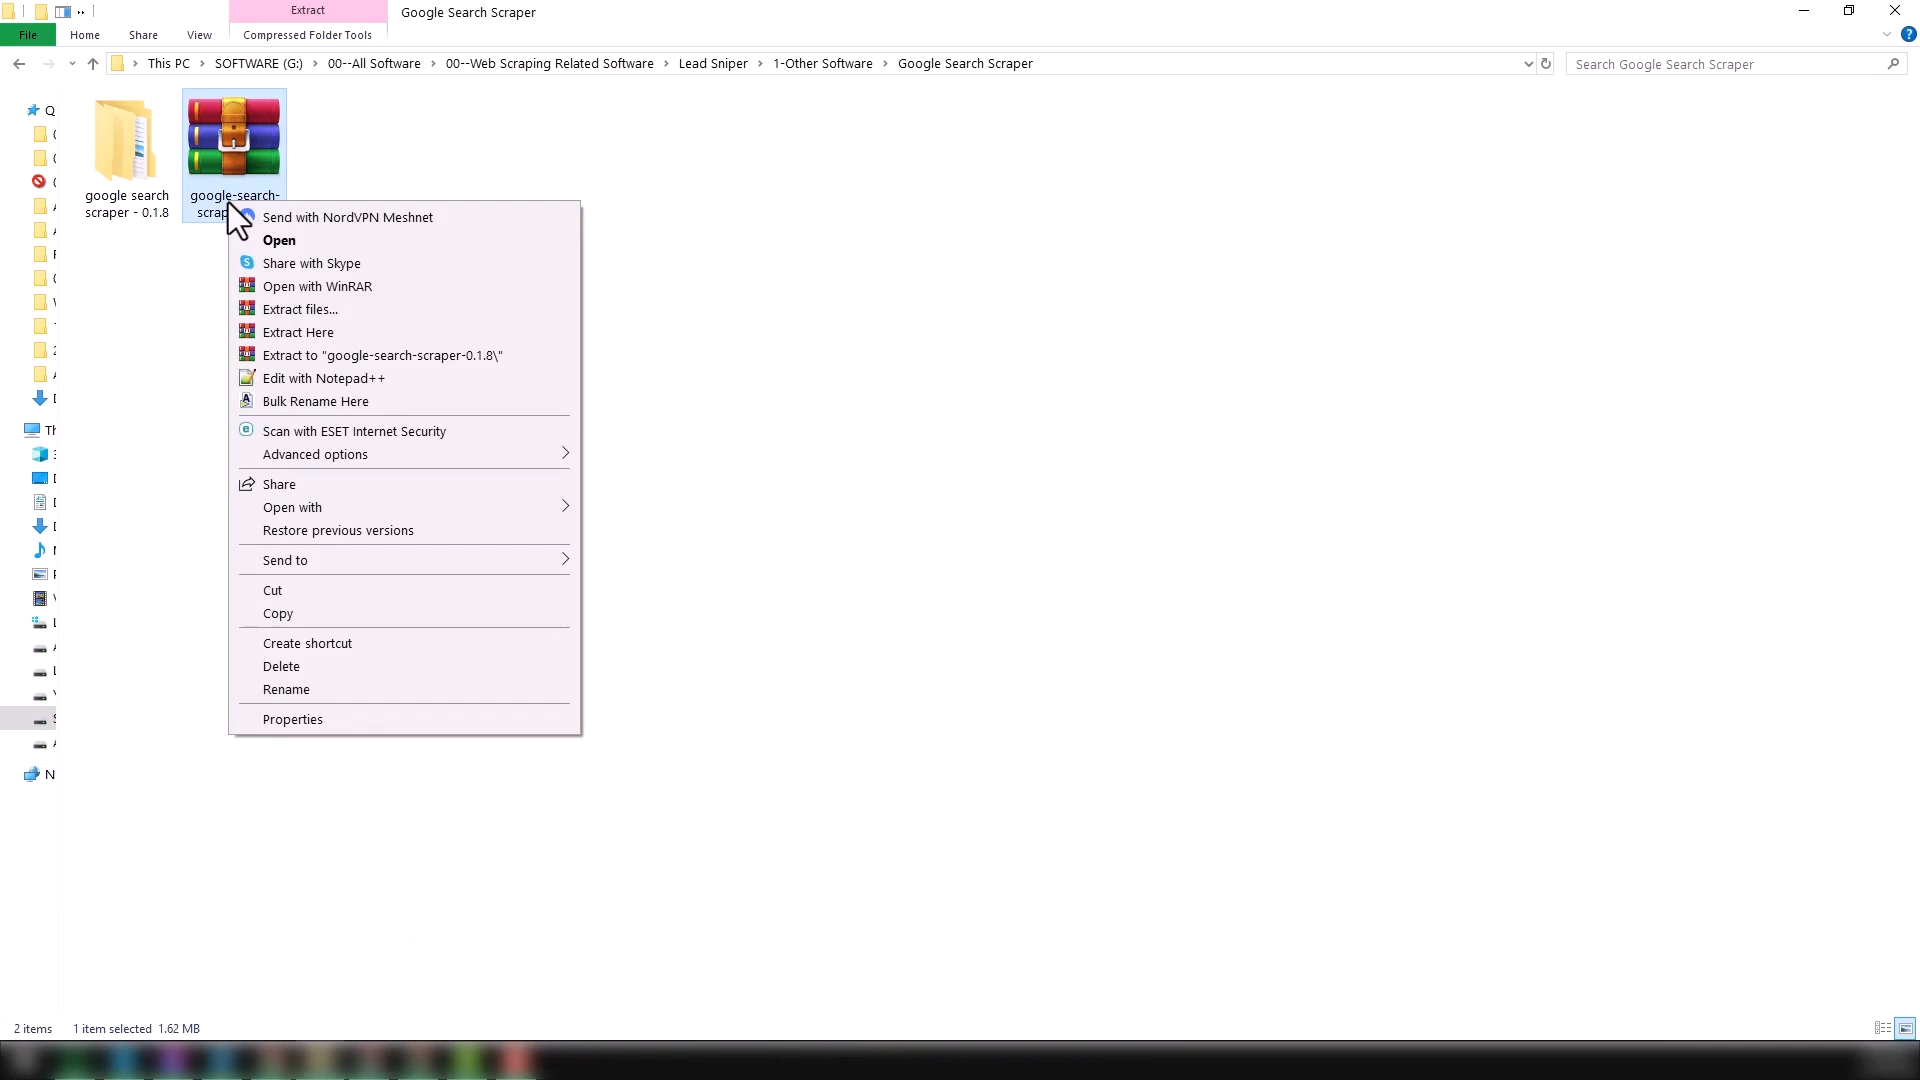 Extract
Google Search Scraper
File
Home
Share
View
Compressed Folder Tools
This PC
SOFTWARE (G:)
00--All Software
00--Web Scraping Related Software
Lead Sniper
1-Other Software
Google Search Scraper
Search Google Search Scraper
google search
scraper - 0.1.8
google-search-
Send with NordVPN Meshnet
Open
Share with Skype
Open with WinRAR
Extract files...
Extract Here
Extract to "google-search-scraper-0.1.8\"
Edit with Notepad++
Bulk Rename Here
Scan with ESET Internet Security
Advanced options
Share
Open with
Restore previous versions
Send to
Cut
Copy
Create shortcut
Delete
Rename
Properties
2 items
1 item selected 1.62 MB